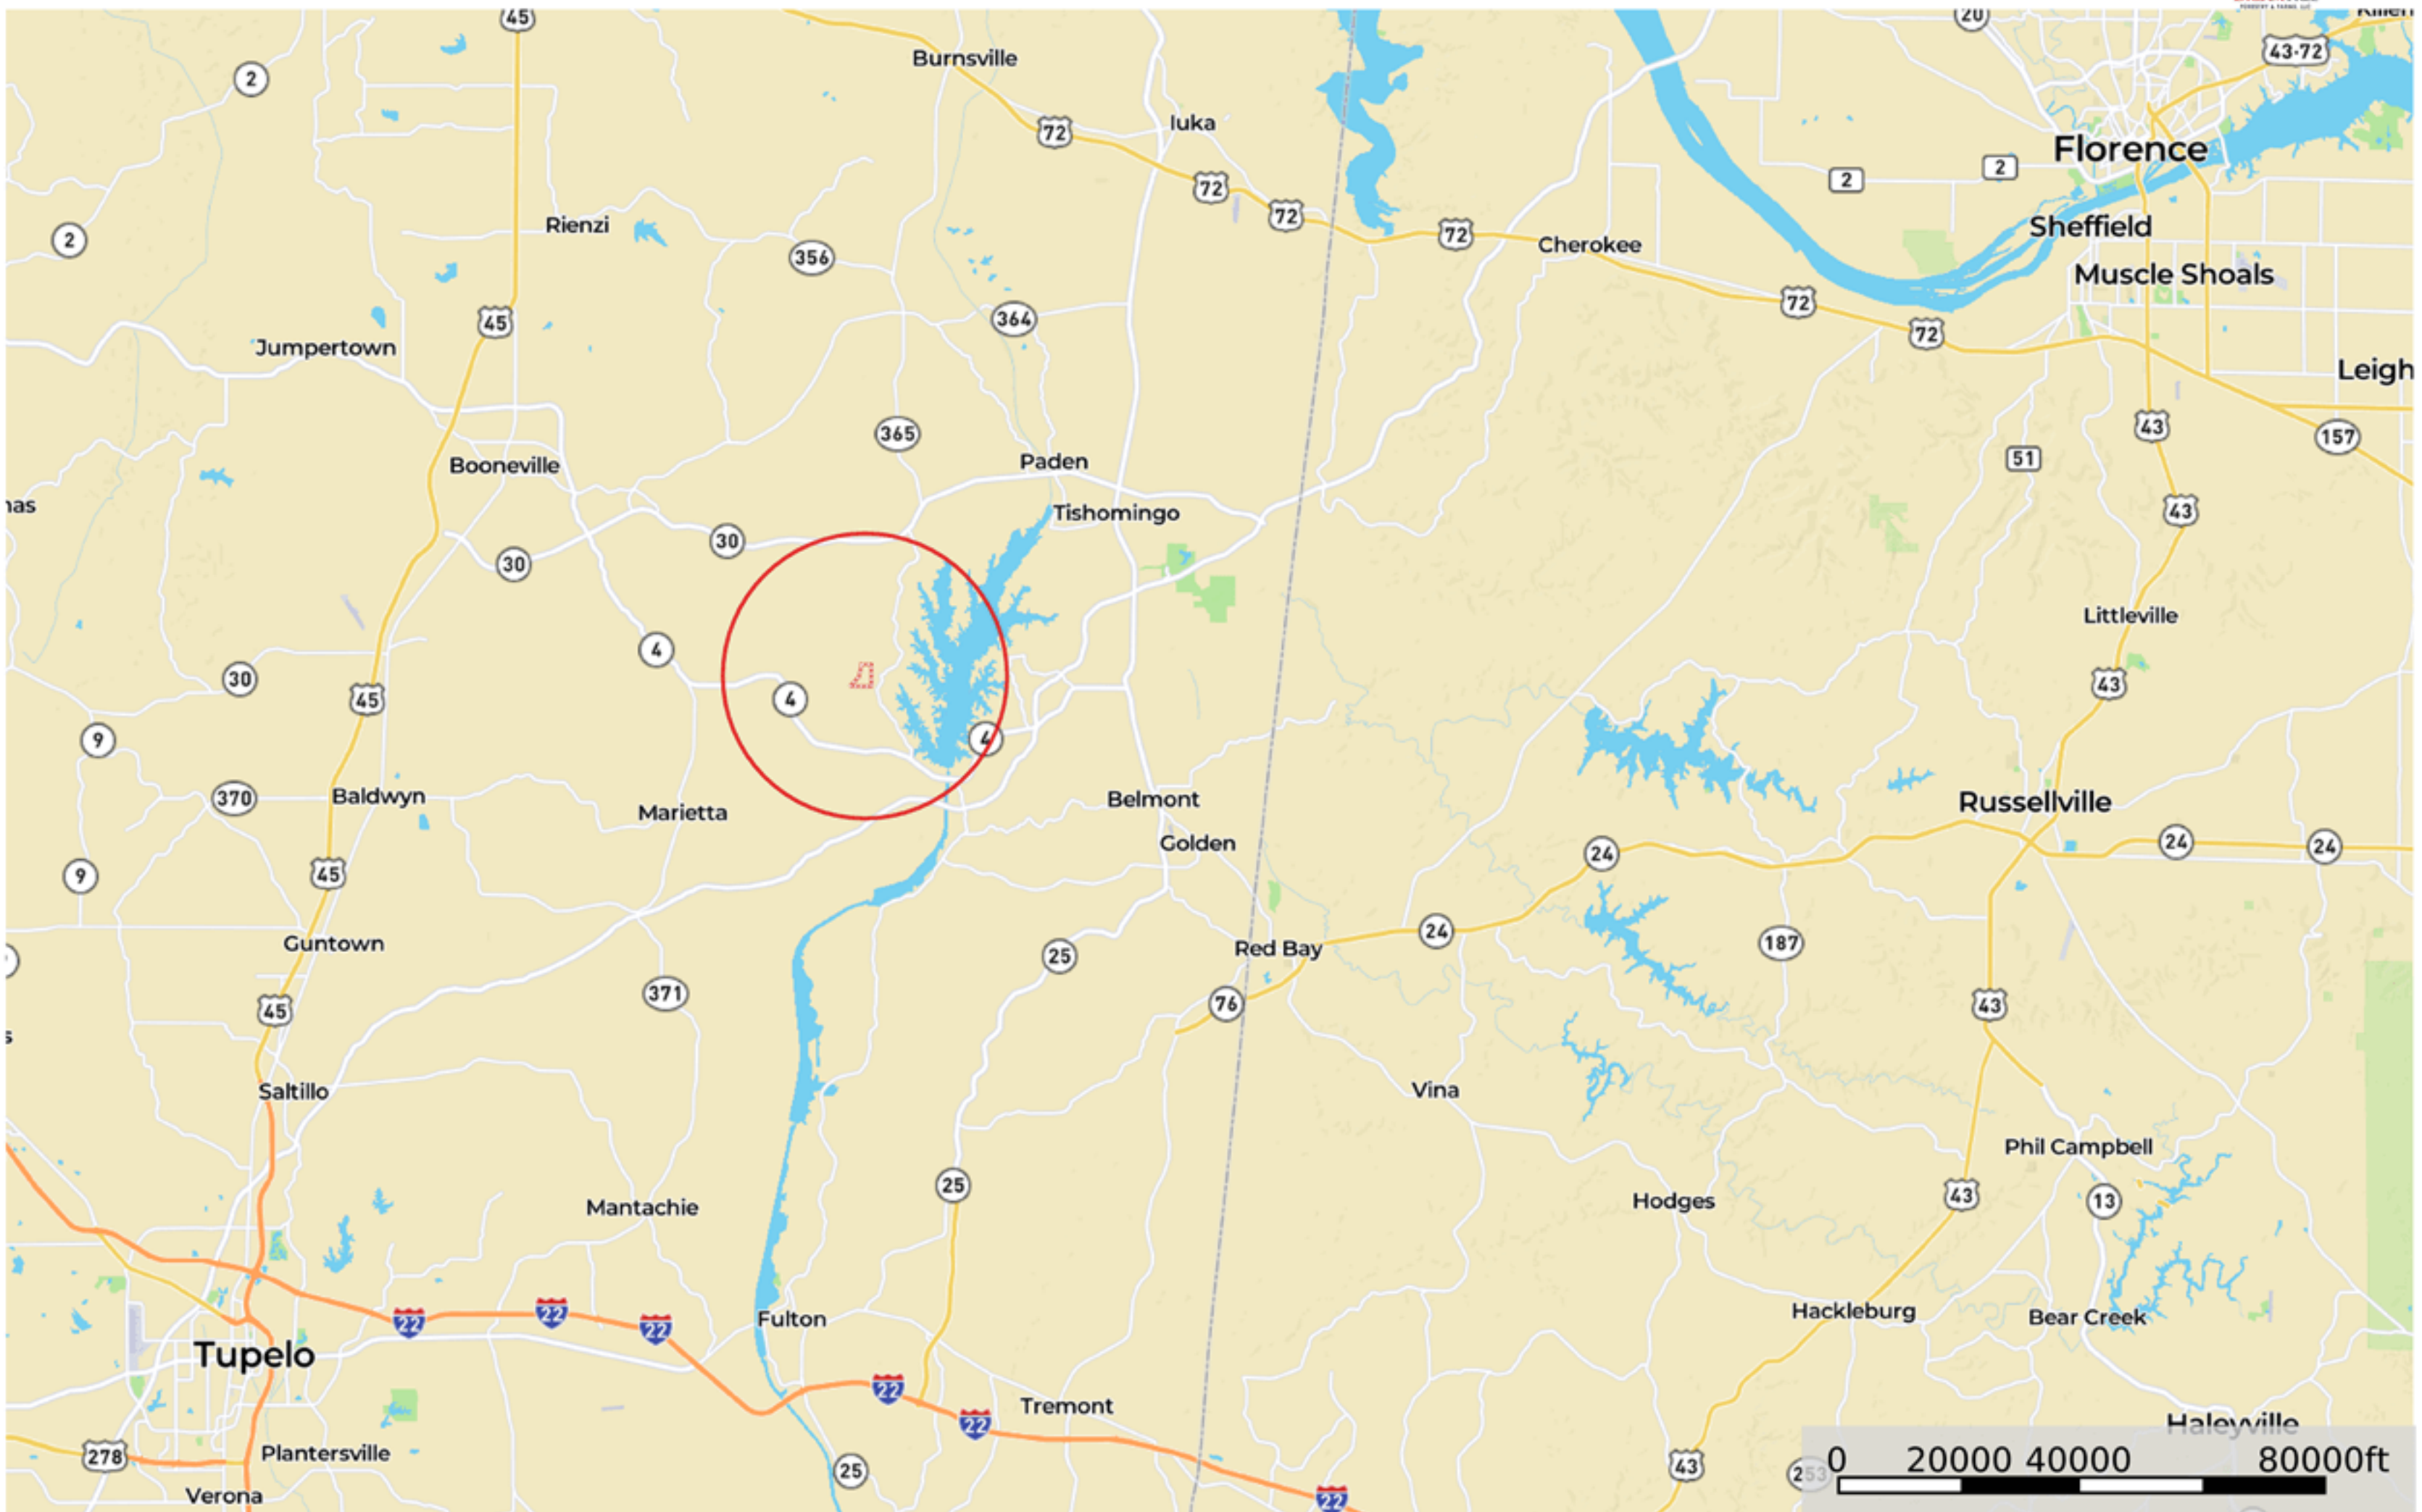 45
20
Killen
43-72
Burnsville
2
72
Iuka
Florence
2
2
72
72
Rienzi
2
356
72
Cherokee
Sheffield
Muscle Shoals
45
364
72
72
Jumpertown
Leigh
365
43
157
Booneville
Paden
51
nas
Tishomingo
43
30
30
Littleville
4
30
4
45
43
9
4
370
Baldwyn
Marietta
Belmont
Russellville
Golden
24
24
24
9
45
Guntown
Red Bay
24
187
25
371
76
45
43
s
Saltillo
Vina
Phil Campbell
25
43
13
Mantachie
Hodges
22
22
22
Fulton
Hackleburg
Bear Creek
Tupelo
22
22
Tremont
Haleyville
278
Plantersville
25
43
253
0 20000 40000 80000ft
Verona
22